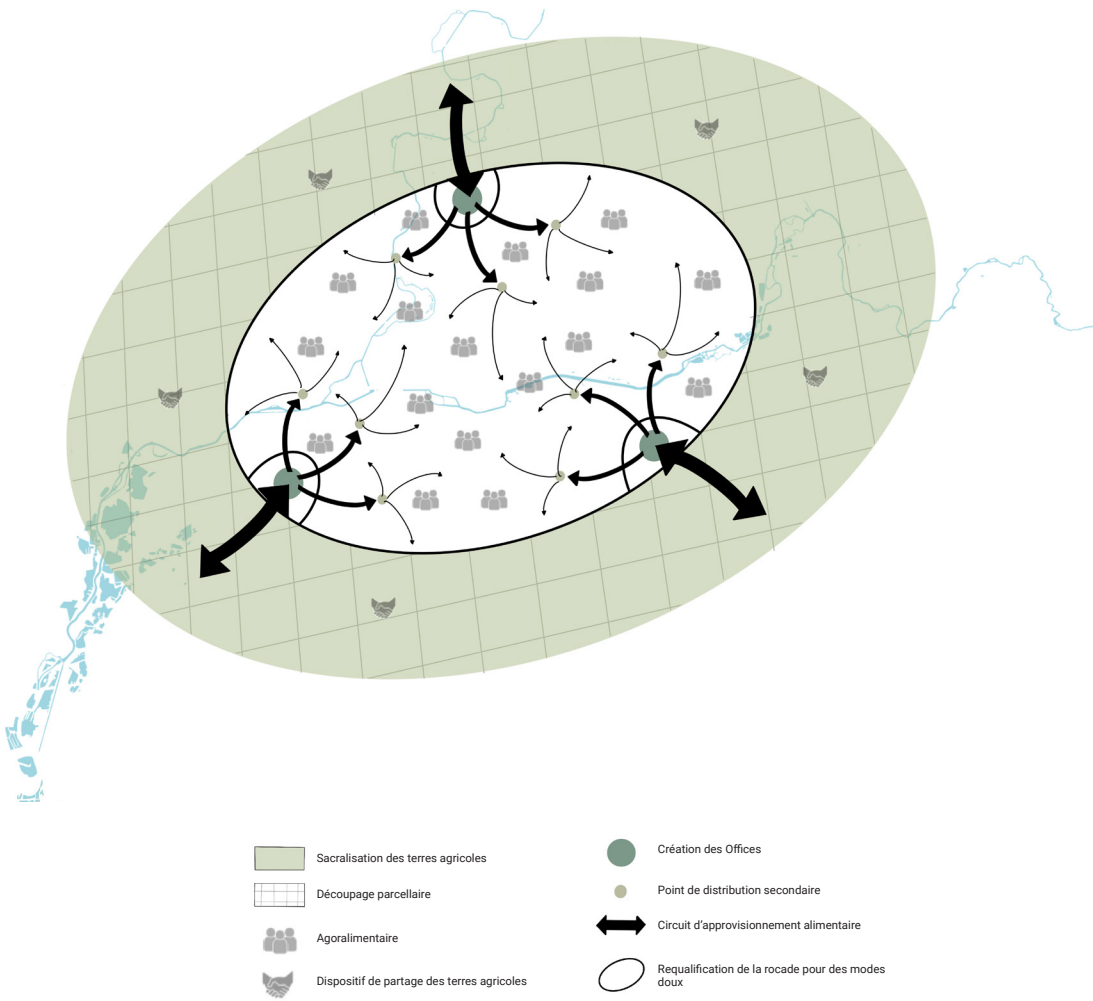 Sacralisation des terres agricoles
Découpage parcellaire
Agoralimentaire
Dispositif de partage des terres agricoles
Création des Offices
Point de distribution secondaire
Circuit d'approvisionnement alimentaire
Requalification de la rocade pour des modes
doux